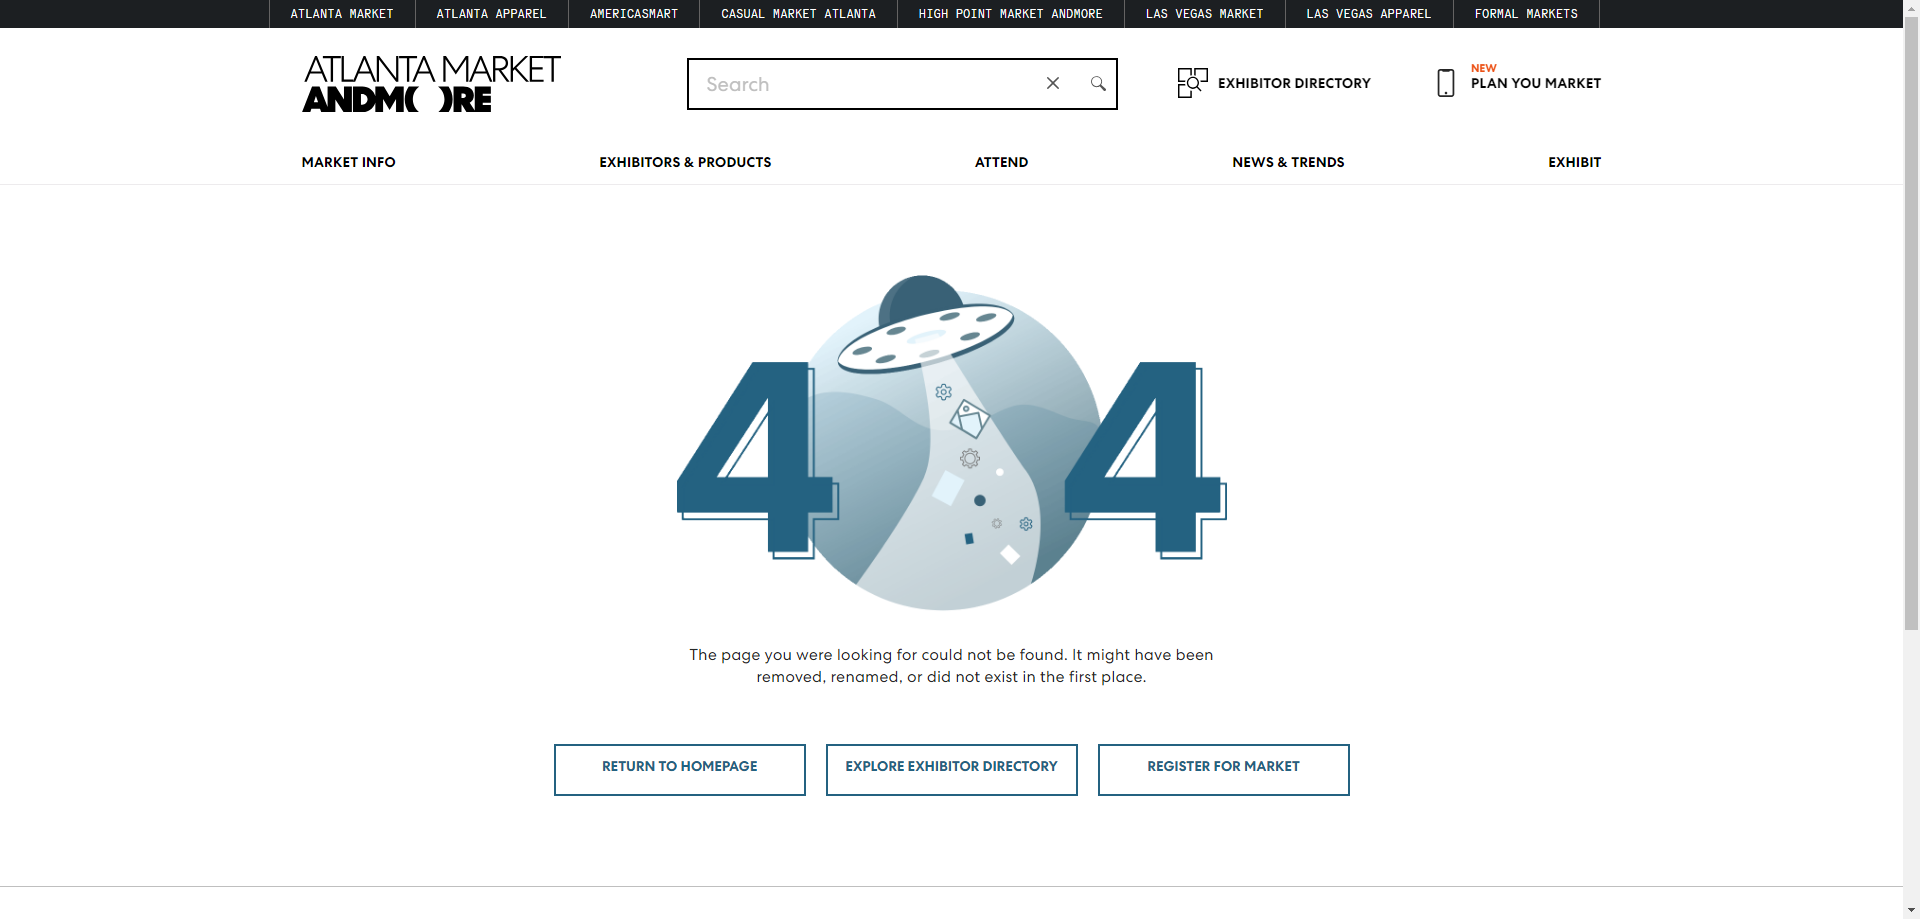 ATLANTA MARKET
ATLANTA APPAREL
AMERICASMART
CASUAL MARKET ATLANTA
HIGH POINT MARKET ANDMORE
LAS VEGAS MARKET
LAS VEGAS APPAREL
FORMAL MARKETS
ATLANTA MARKET
ANDMORE
Search
EXHIBITOR DIRECTORY
NEW
PLAN YOU MARKET
MARKET INFO
EXHIBITORS & PRODUCTS
ATTEND
NEWS & TRENDS
EXHIBIT
404
The page you were looking for could not be found. It might have been
removed, renamed, or did not exist in the first place.
RETURN TO HOMEPAGE
EXPLORE EXHIBITOR DIRECTORY
REGISTER FOR MARKET